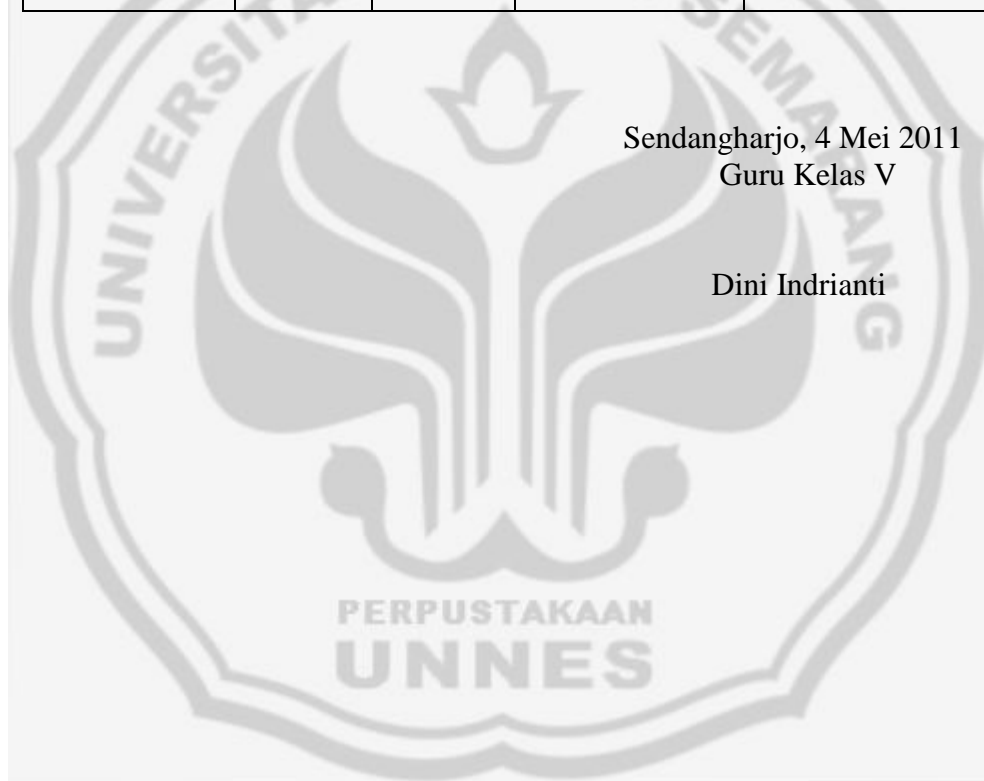 UNIVERSITAS NEGERI SEMARANG
Sendangharjo, 4 Mei 2011
Guru Kelas V
Dini Indrianti
PERPUSTAKAAN
UNNES